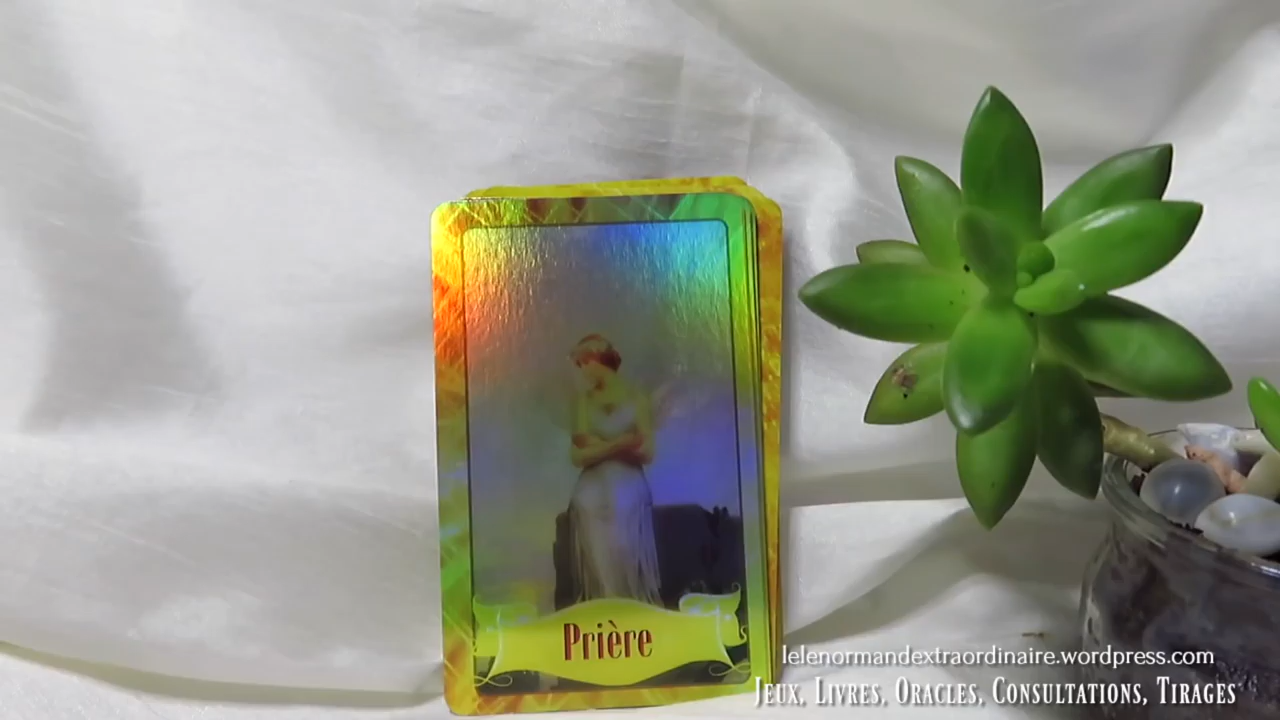 Prière
lelenormandextraordinaire.wordpress.com
Jeux, Livres, Oracles, Consultations, Tirages